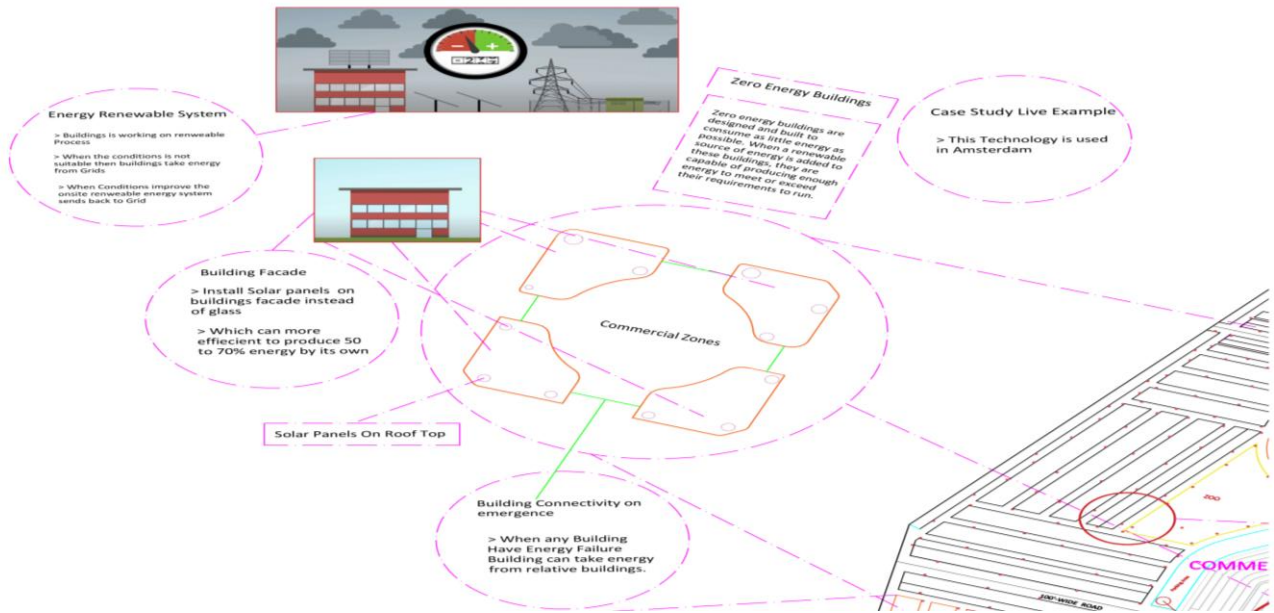 Energy Renewable System
> Buildings is working on renweable
Process
> When the conditions is not
suitable then buildings take energy
from Grids
> When Conditions improve the
onsite renweable energy system
sends back to Grid
− +
Zero Energy Buildings
Zero energy buildings are
designed and built to
consume as little energy as
possible. When a renewable
source of energy is added to
these buildings, they are
capable of producing enough
energy to meet or exceed
their requirements to run.
Case Study Live Example
> This Technology is used
in Amsterdam
Building Facade
> Install Solar panels on
buildings facade instead
of glass
> Which can more
effiecient to produce 50
to 70% energy by its own
Commercial Zones
Solar Panels On Roof Top
Building Connectivity on
emergence
> When any Building
Have Energy Failure
Building can take energy
from relative buildings.
ZOO
COMME
100'-WIDE ROAD